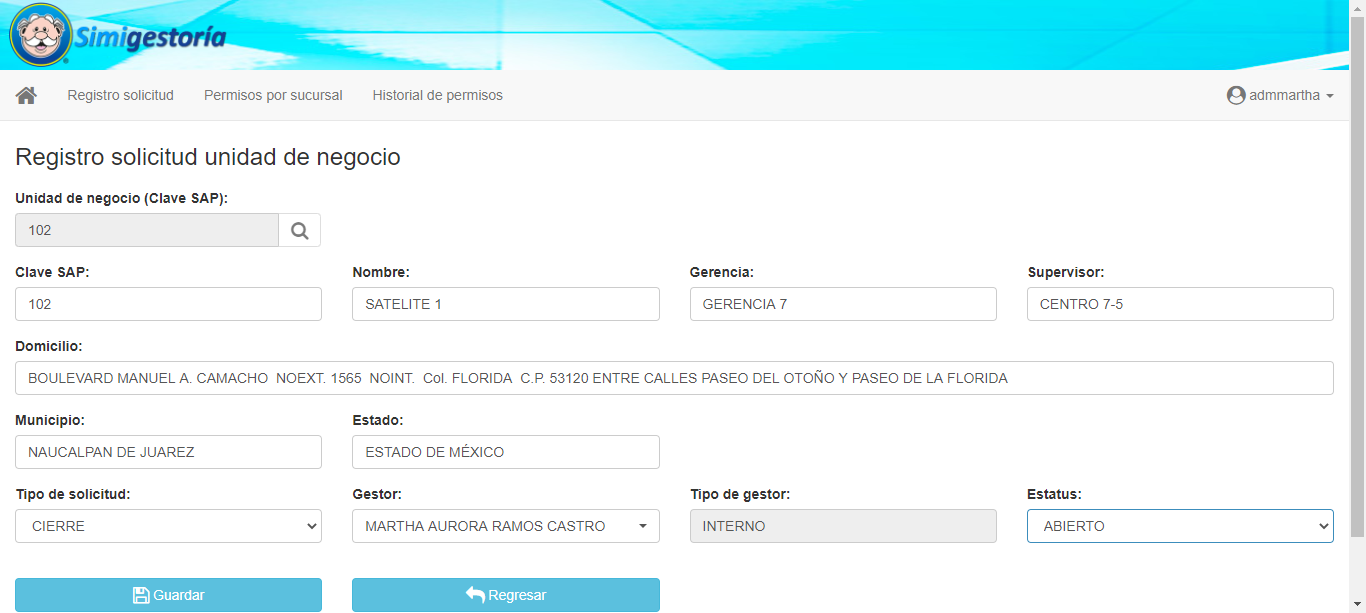 Simigestoría
Registro solicitud Permisos por sucursal Historial de permisos admmartha
Registro solicitud unidad de negocio
Unidad de negocio (Clave SAP):
102
Clave SAP: Nombre: Gerencia: Supervisor:
102 SATELITE 1 GERENCIA 7 CENTRO 7-5
Domicilio:
BOULEVARD MANUEL A. CAMACHO NOEXT. 1565 NOINT. Col. FLORIDA C.P. 53120 ENTRE CALLES PASEO DEL OTOÑO Y PASEO DE LA FLORIDA
Municipio: Estado:
NAUCALPAN DE JUAREZ ESTADO DE MÉXICO
Tipo de solicitud: Gestor: Tipo de gestor: Estatus:
CIERRE MARTHA AURORA RAMOS CASTRO INTERNO ABIERTO
Guardar Regresar